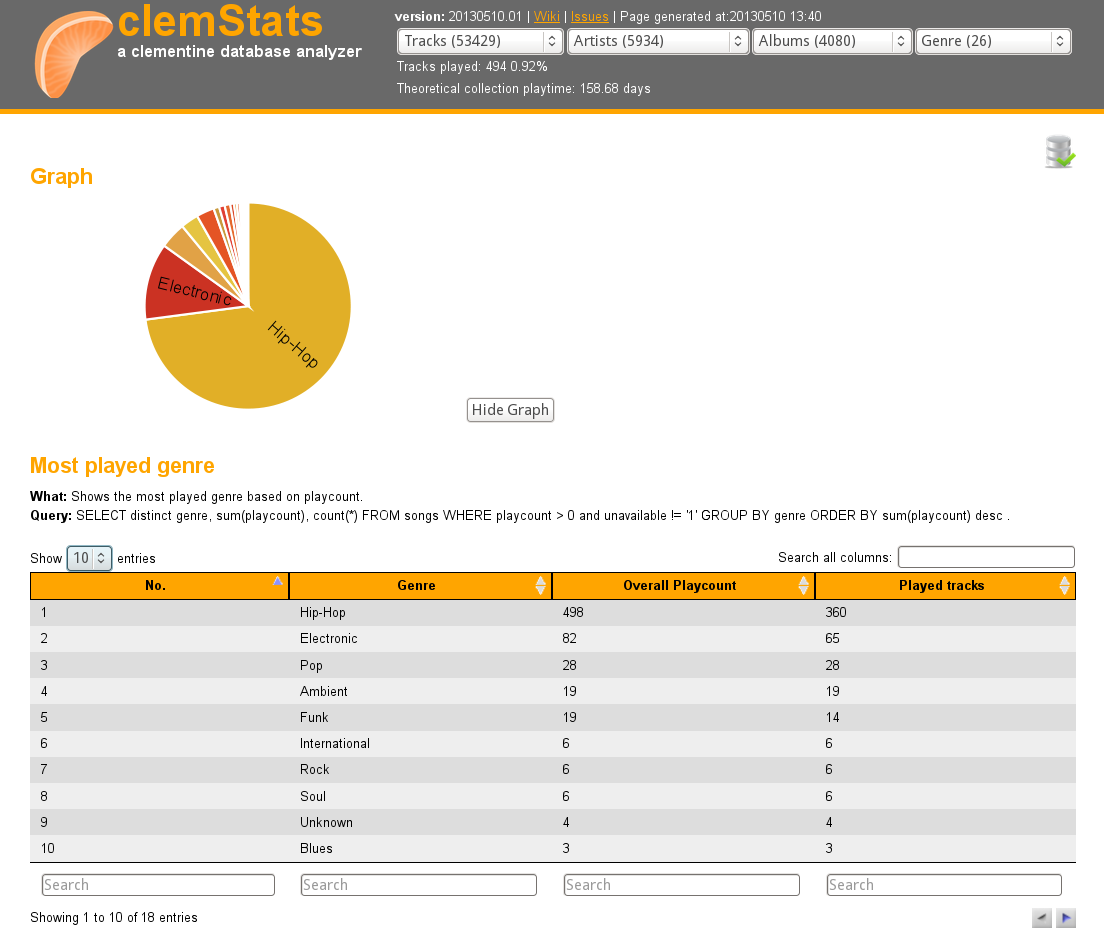 clemStats
a clementine database analyzer
version: 20130510.01 | Wiki | Issues | Page generated at:20130510 13:40
Tracks (53429) Artists (5934) Albums (4080) Genre (26)
Tracks played: 494 0.92%
Theoretical collection playtime: 158.68 days
Graph
Electronic
Hip-Hop
Hide Graph
Most played genre
What: Shows the most played genre based on playcount.
Query: SELECT distinct genre, sum(playcount), count(*) FROM songs WHERE playcount > 0 and unavailable != '1' GROUP BY genre ORDER BY sum(playcount) desc .
Show 10 entries Search all columns:
No. Genre Overall Playcount Played tracks
1 Hip-Hop 498 360
2 Electronic 82 65
3 Pop 28 28
4 Ambient 19 19
5 Funk 19 14
6 International 6 6
7 Rock 6 6
8 Soul 6 6
9 Unknown 4 4
10 Blues 3 3
Search Search Search Search
Showing 1 to 10 of 18 entries